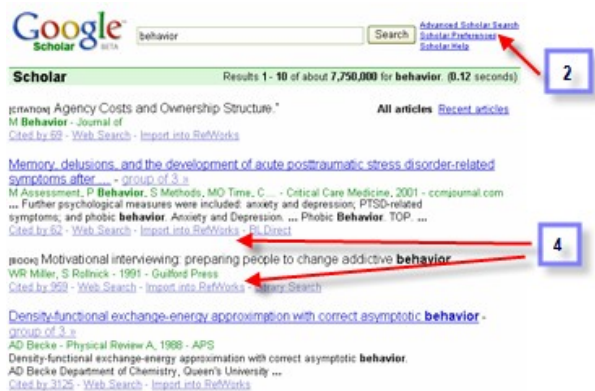 Google
Scholar BETA
behavior
Search
Advanced Scholar Search
Scholar Preferences
Scholar Help
2
Scholar Results 1 - 10 of about 7,750,000 for behavior. (0.12 seconds)
[CITATION] Agency Costs and Ownership Structure."
All articles Recent articles
M Behavior - Journal of
Cited by 69 - Web Search - Import into RefWorks
Memory, delusions, and the development of acute posttraumatic stress disorder-related
symptoms after ... - group of 3 »
M Assessment, P Behavior, S Methods, MO Time, C... - Critical Care Medicine, 2001 - ccmjournal.com
... Further psychological measures were included: anxiety and depression; PTSD-related
symptoms; and phobic behavior. Anxiety and Depression. ... Phobic Behavior. TOP. ...
Cited by 62 - Web Search - Import into RefWorks - BL Direct
4
[BOOK] Motivational interviewing: preparing people to change addictive behavior
WR Miller, S Rollnick - 1991 - Guilford Press
Cited by 959 - Web Search - Import into RefWorks - Library Search
Density-functional exchange-energy approximation with correct asymptotic behavior -
group of 3 »
AD Becke - Physical Review A, 1988 - APS
Density-functional exchange-energy approximation with correct asymptotic behavior.
AD Becke Department of Chemistry, Queen's University ...
Cited by 3125 - Web Search - Import into RefWorks